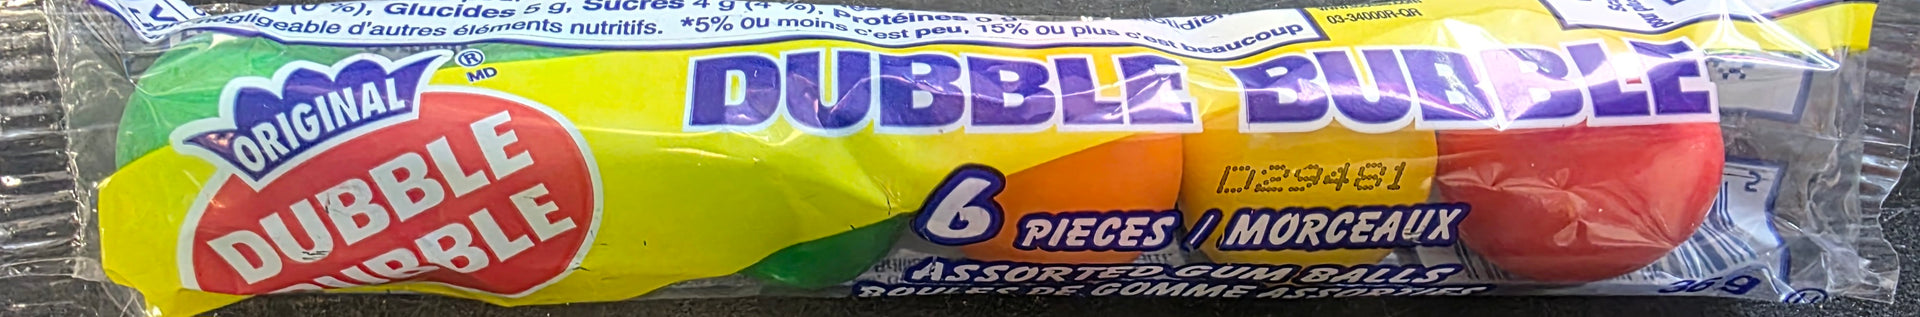 %), Glucides 5 g, Sucres 4 g (4 %), Protéines
négligeable d'autres éléments nutritifs. *5% ou moins c'est peu, 15% ou plus c'est beaucoup
03-34000R-QR
ORIGINAL
® MD
DUBBLE
BUBBLE
DUBBLE BUBBLE
D29481
6 PIECES / MORCEAUX
ASSORTED GUM BALLS
BOULES DE GOMME ASSORTIES
36 g